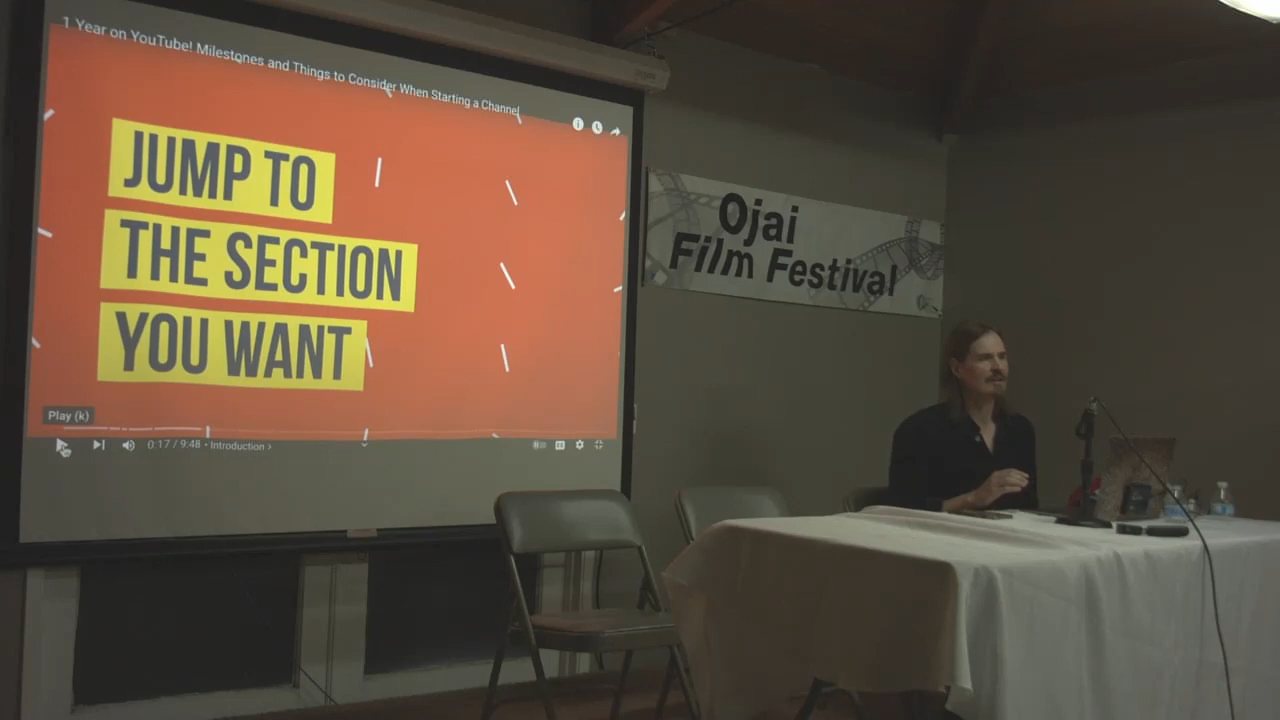 1 Year on YouTube! Milestones and Things to Consider When Starting a Channel
JUMP TO
THE SECTION
YOU WANT
Play (k)
0:17 / 9:48 • Introduction >
Ojai
Film Festival